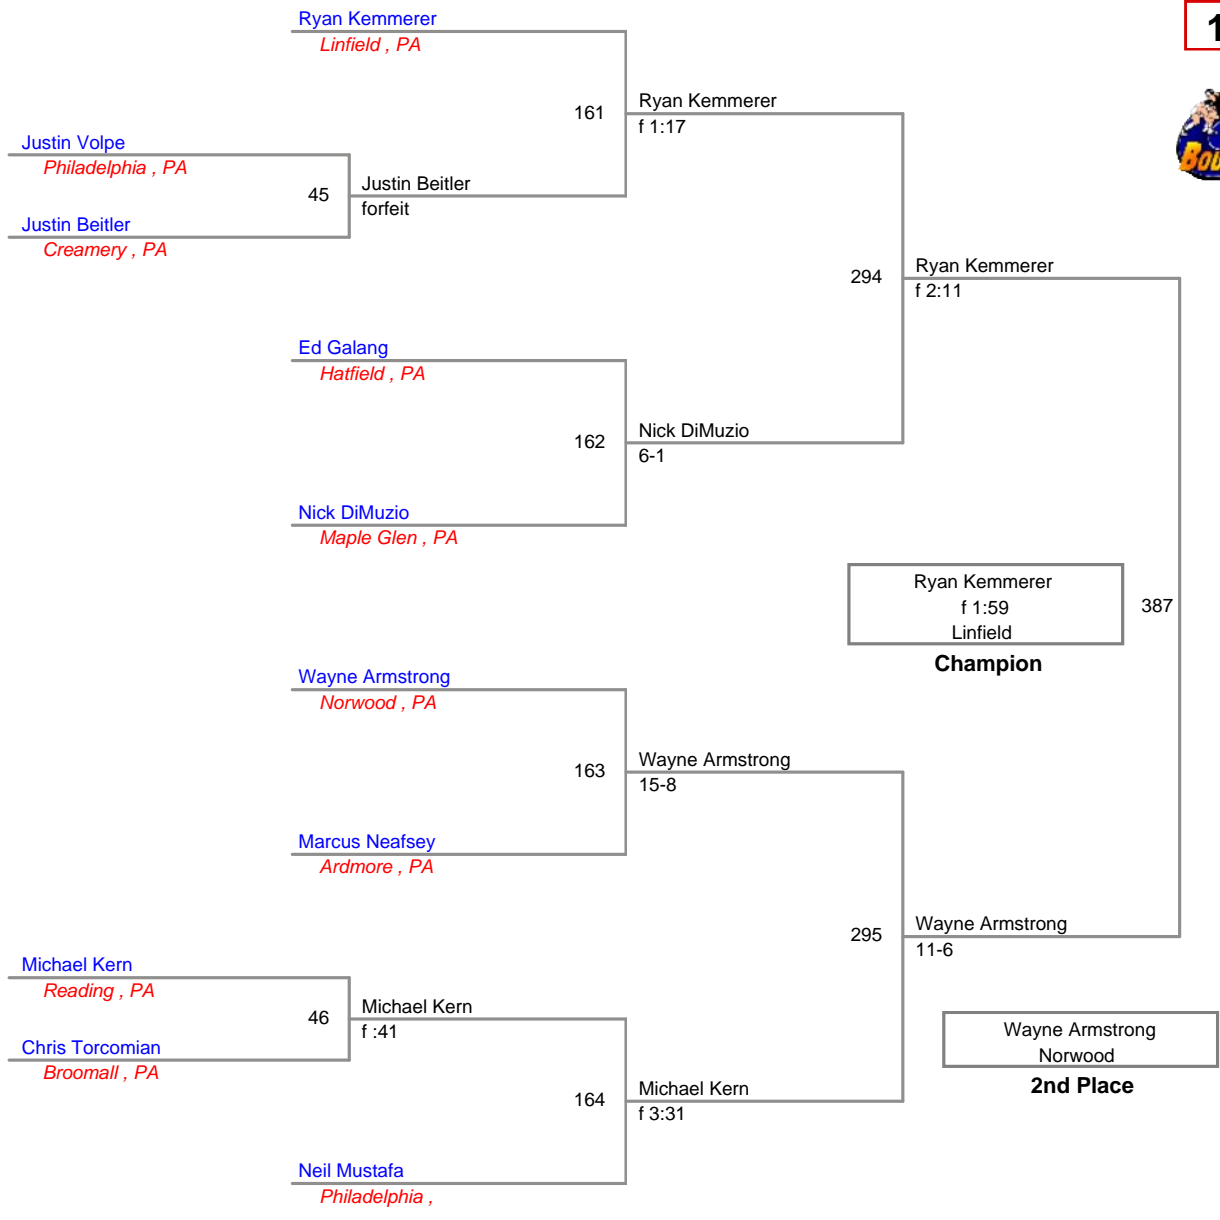 Ryan Kemmerer
Linfield , PA
1
161
Ryan Kemmerer
f 1:17
Justin Volpe
Philadelphia , PA
45
Justin Beitler
forfeit
Justin Beitler
Creamery , PA
294
Ryan Kemmerer
f 2:11
Ed Galang
Hatfield , PA
162
Nick DiMuzio
6-1
Nick DiMuzio
Maple Glen , PA
Ryan Kemmerer
f 1:59
Linfield
387
Champion
Wayne Armstrong
Norwood , PA
163
Wayne Armstrong
15-8
Marcus Neafsey
Ardmore , PA
295
Wayne Armstrong
11-6
Michael Kern
Reading , PA
46
Michael Kern
f :41
Chris Torcomian
Broomall , PA
Wayne Armstrong
Norwood
2nd Place
164
Michael Kern
f 3:31
Neil Mustafa
Philadelphia ,